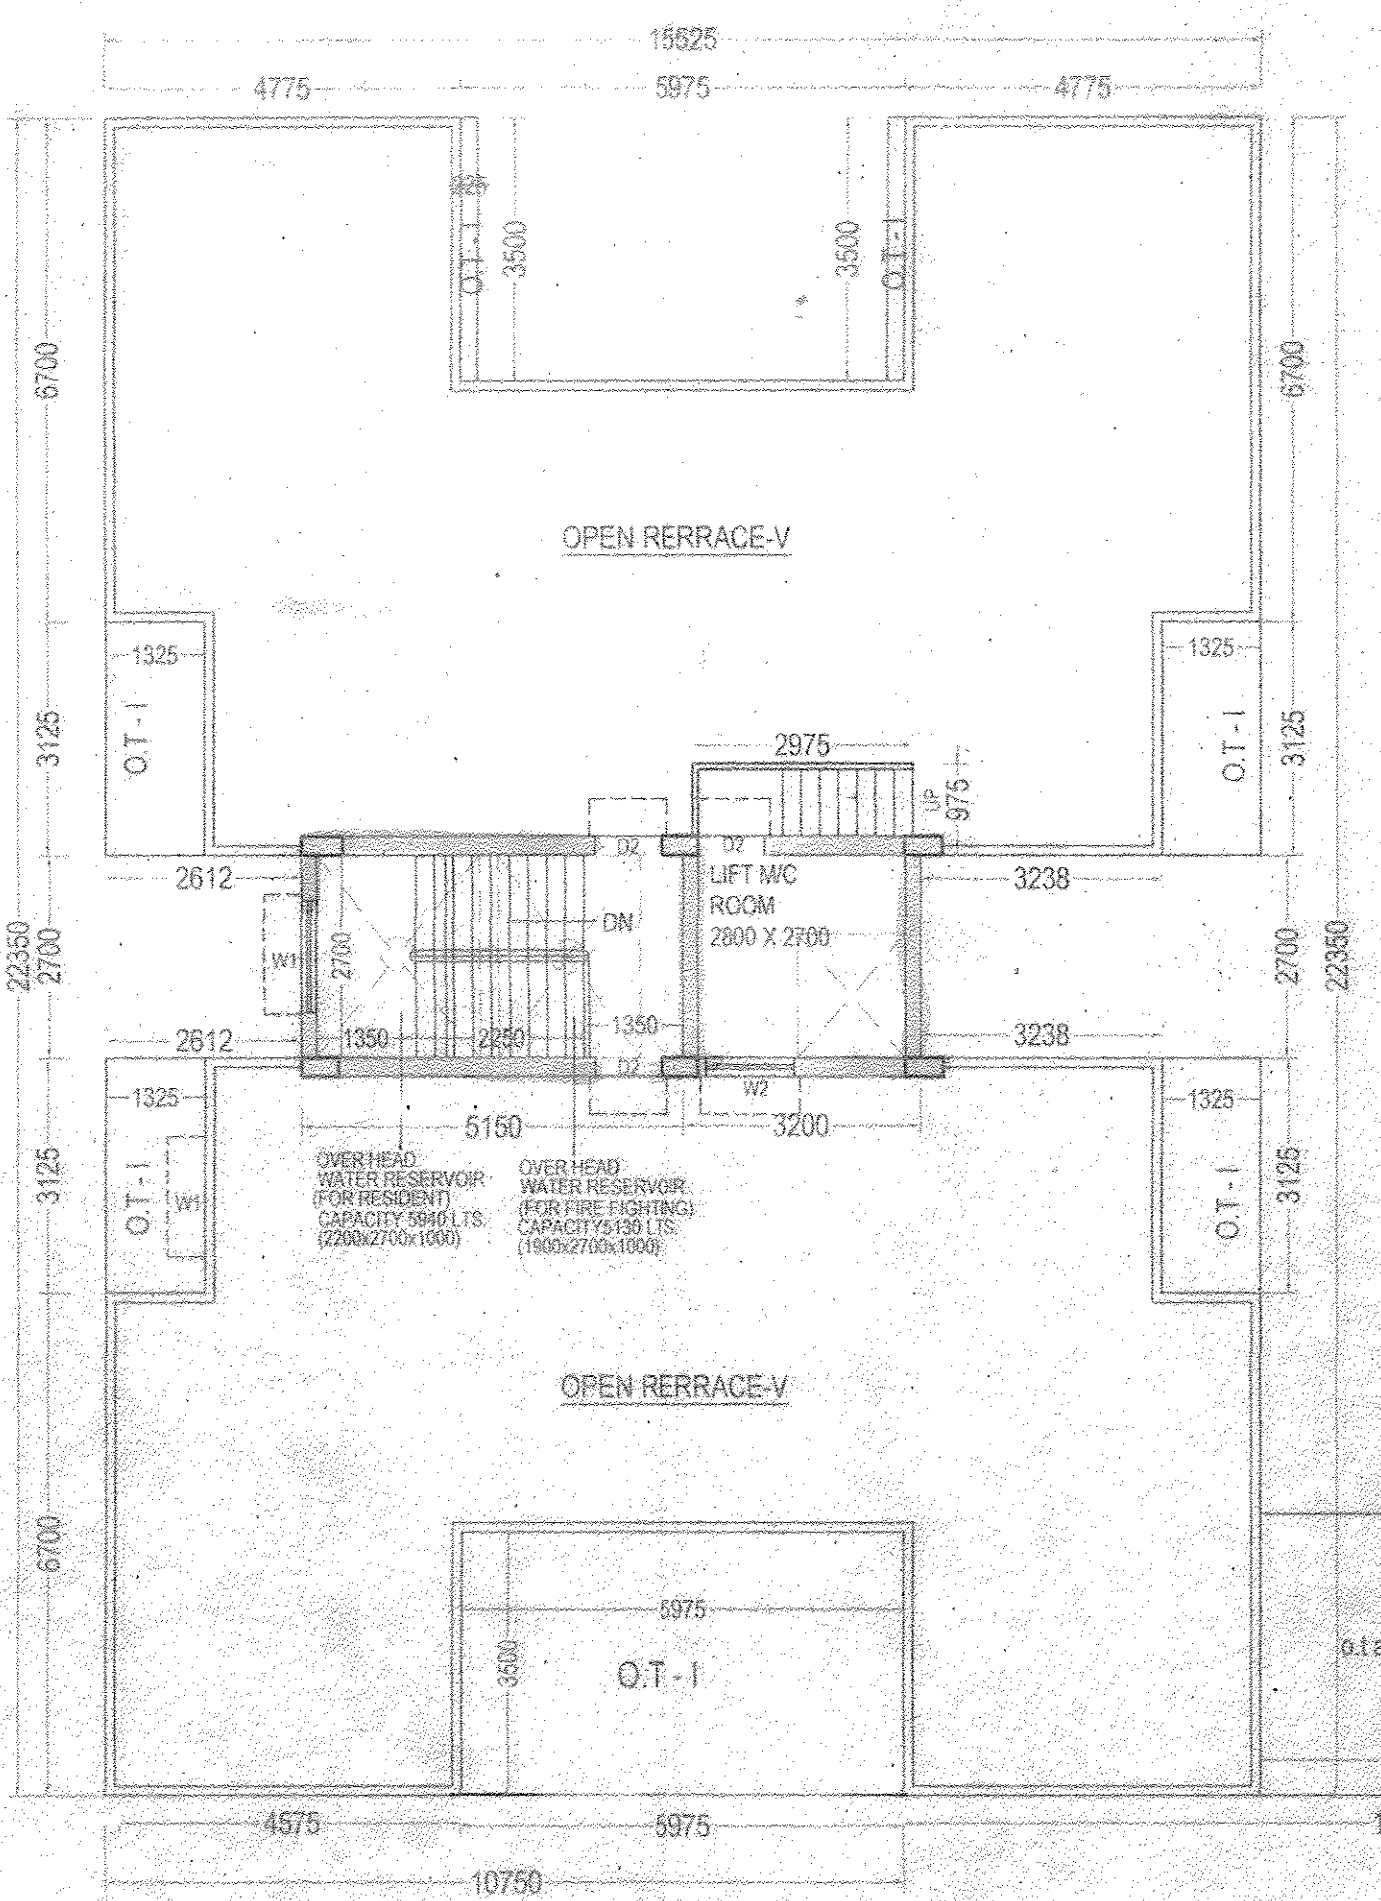 15525
4775
5975
4775
225
O.T - I
3500
3500
O.T - I
6700
6700
OPEN RERRACE-V
1325
1325
O.T - I
O.T - I
3125
3125
2975
UP
975
D2
D2
2612
LIFT M/C
ROOM
2800 X 2700
3238
DN
W1
2700
22350
2700
2700
22350
2612
1350
2250
1350
3238
D2
W2
1325
1325
5150
3200
O.T - I
W1
3125
O.T - I
3125
OVER HEAD
WATER RESERVOIR
(FOR RESIDENT)
CAPACITY 5940 LTS.
(2200x2700x1000)
OVER HEAD
WATER RESERVOIR
(FOR FIRE FIGHTING)
CAPACITY5130 LTS.
(1900x2700x1000)
OPEN RERRACE-V
6700
5975
3500
O.T - I
4575
5975
10750